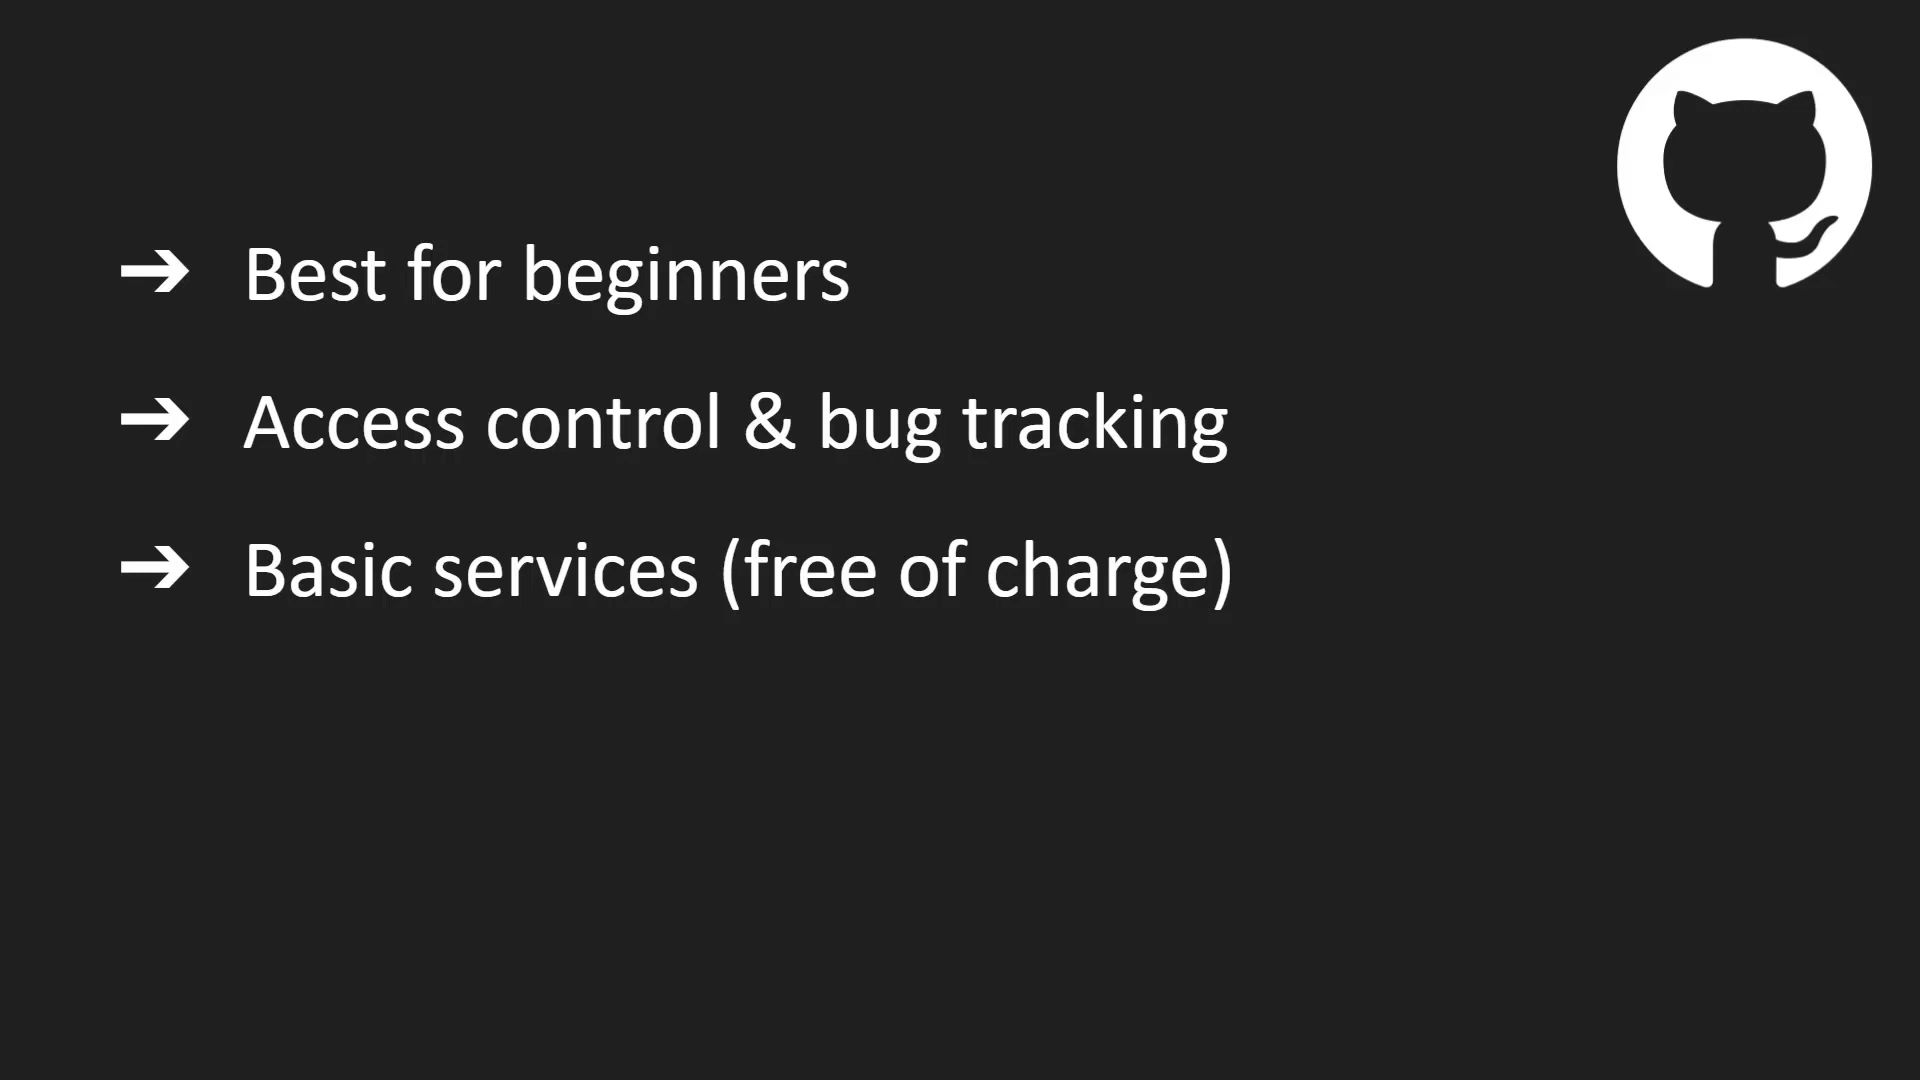 ➔ Best for beginners
➔ Access control & bug tracking
➔ Basic services (free of charge)